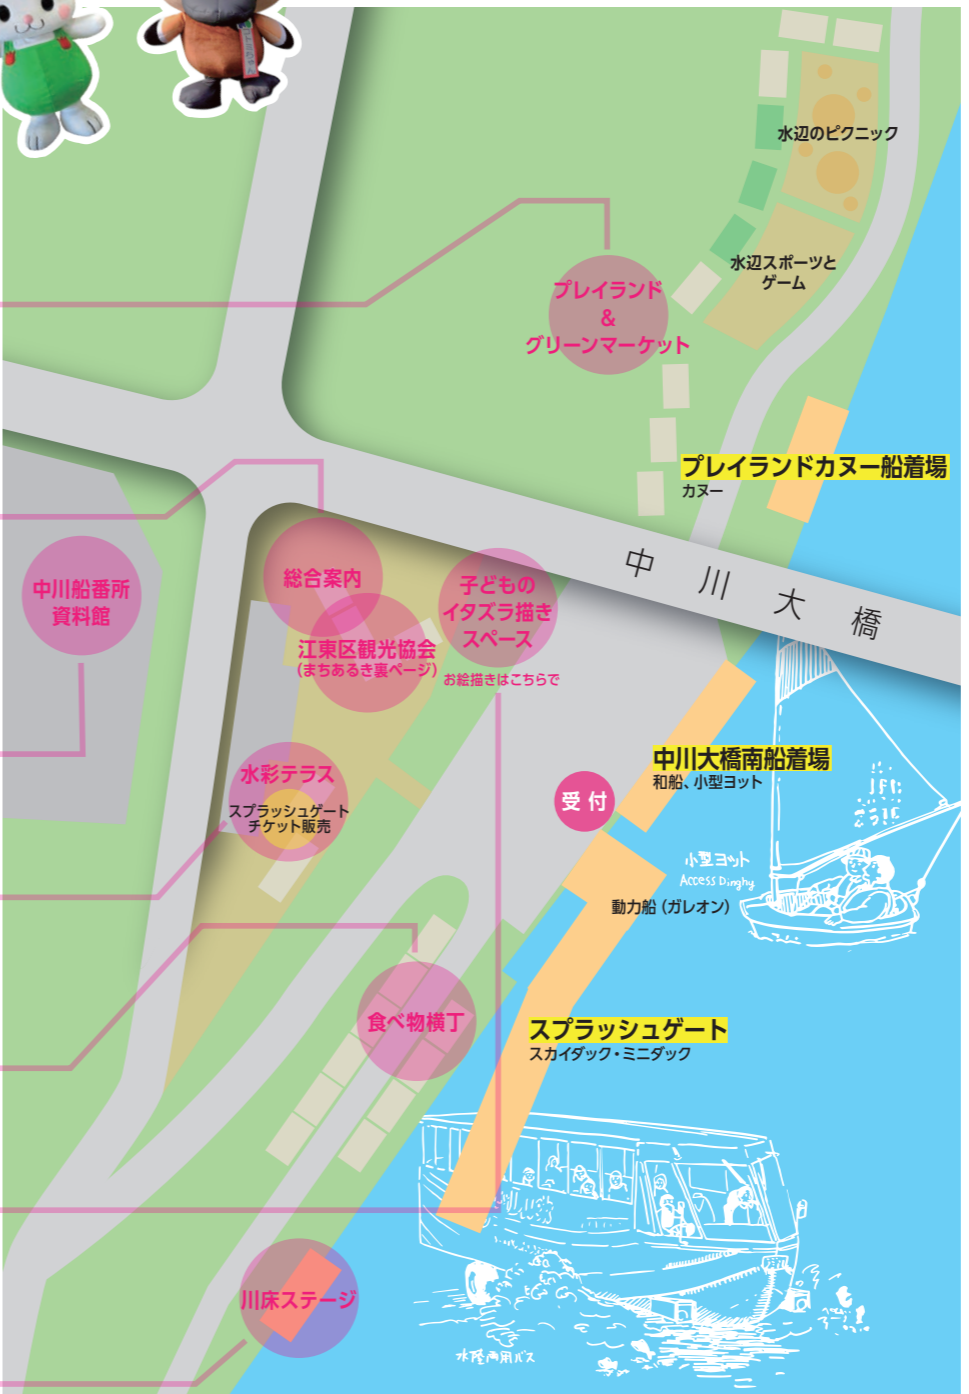 水辺のピクニック
水辺スポーツと
ゲーム
プレイランド
&
グリーンマーケット
プレイランドカヌー船着場
カヌー
中川大橋
中川船番所
資料館
総合案内
子どもの
イタズラ描き
スペース
江東区観光協会
(まちあるき裏ページ)
お絵描きはこちらで
中川大橋南船着場
和船、小型ヨット
水彩テラス
スプラッシュゲート
チケット販売
受付
小型ヨット
Access Dinghy
動力船(ガレオン)
食べ物横丁
スプラッシュゲート
スカイダック・ミニダック
川床ステージ
水陸両用バス